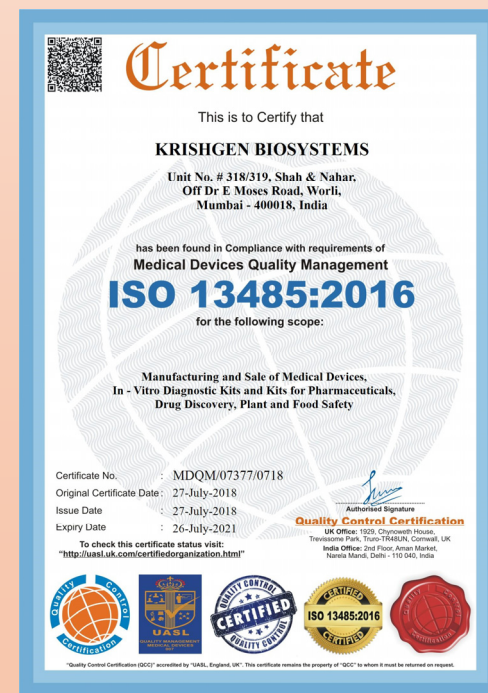 Certificate
This is to Certify that
KRISHGEN BIOSYSTEMS
Unit No. # 318/319, Shah & Nahar,
Off Dr E Moses Road, Worli,
Mumbai - 400018, India
has been found in Compliance with requirements of
Medical Devices Quality Management
ISO 13485:2016
for the following scope:
Manufacturing and Sale of Medical Devices,
In - Vitro Diagnostic Kits and Kits for Pharmaceuticals,
Drug Discovery, Plant and Food Safety
Certificate No. : MDQM/07377/0718
Original Certificate Date : 27-July-2018
Issue Date : 27-July-2018
Expiry Date : 26-July-2021
To check this certificate status visit:
"http://uasl.uk.com/certifiedorganization.html"
Authorised Signature
Quality Control Certification
UK Office: 1929, Chynoweth House,
Trevissome Park, Truro-TR48UN, Cornwall, UK
India Office: 2nd Floor, Aman Market,
Narela Mandi, Delhi - 110 040, India
Quality Control
Certification
UASL
QUALITY MANAGEMENT
MEDICAL DEVICES
QUALITY CONTROL
CERTIFIED
QUALITY CONTROL
CERTIFIED
ISO 13485:2016
CERTIFIED
"Quality Control Certification (QCC)" accredited by "UASL, England, UK". This certificate remains the property of "QCC" to whom it must be returned on request.